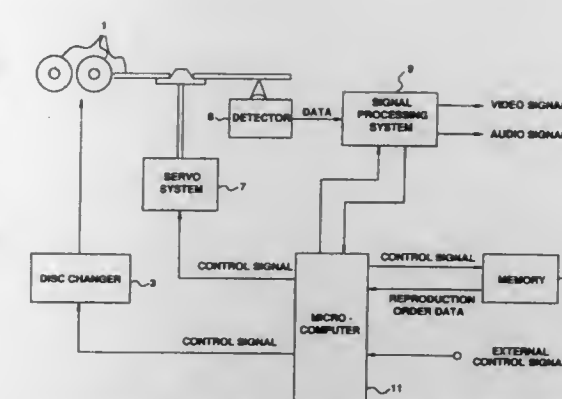 1
9
SIGNAL
PROCESSING
SYSTEM
VIDEO SIGNAL
AUDIO SIGNAL
8
DETECTOR
DATA
SERVO
SYSTEM
7
DISC CHANGER
3
CONTROL SIGNAL
CONTROL SIGNAL
MICRO-
COMPUTER
11
CONTROL SIGNAL
REPRODUCTION
ORDER DATA
MEMORY
EXTERNAL
CONTROL SIGNAL